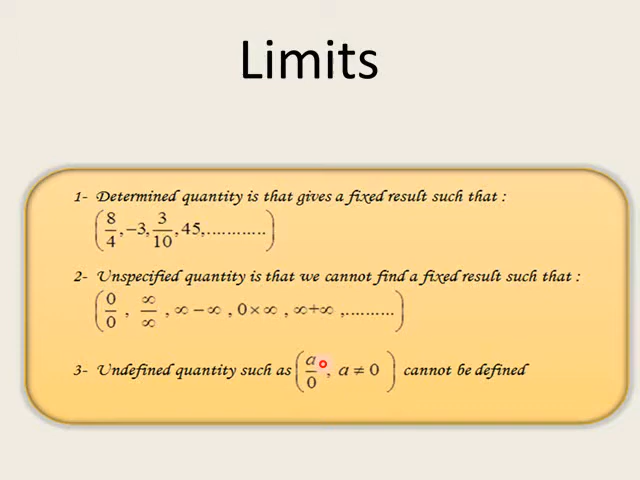 Limits
1- Determined quantity is that gives a fixed result such that :
(8/4, −3, 3/10, 45, ............)
2- Unspecified quantity is that we cannot find a fixed result such that :
(0/0 , ∞/∞ , ∞ − ∞ , 0 × ∞ , ∞+∞ ,..........)
3- Undefined quantity such as (a/0 , a ≠ 0 ) cannot be defined